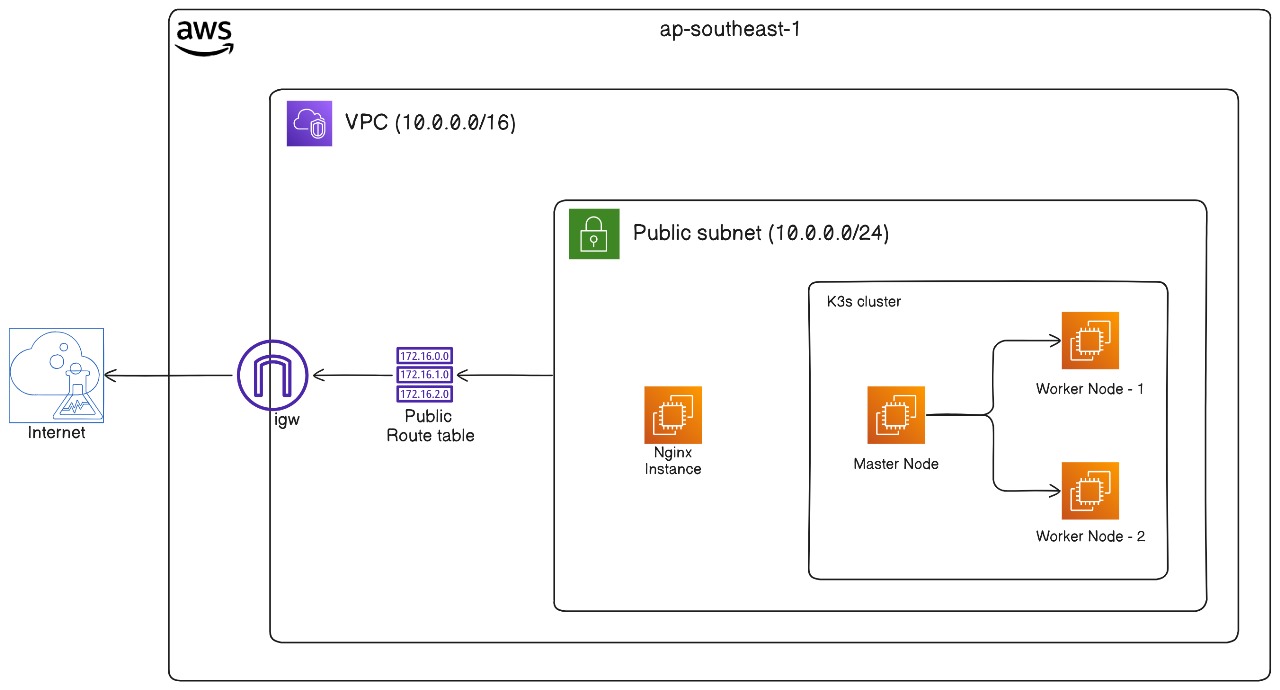 aws
ap-southeast-1
VPC (10.0.0.0/16)
Public subnet (10.0.0.0/24)
K3s cluster
Worker Node - 1
172.16.0.0
172.16.1.0
172.16.2.0
Public
Route table
igw
Internet
Nginx
Instance
Master Node
Worker Node - 2